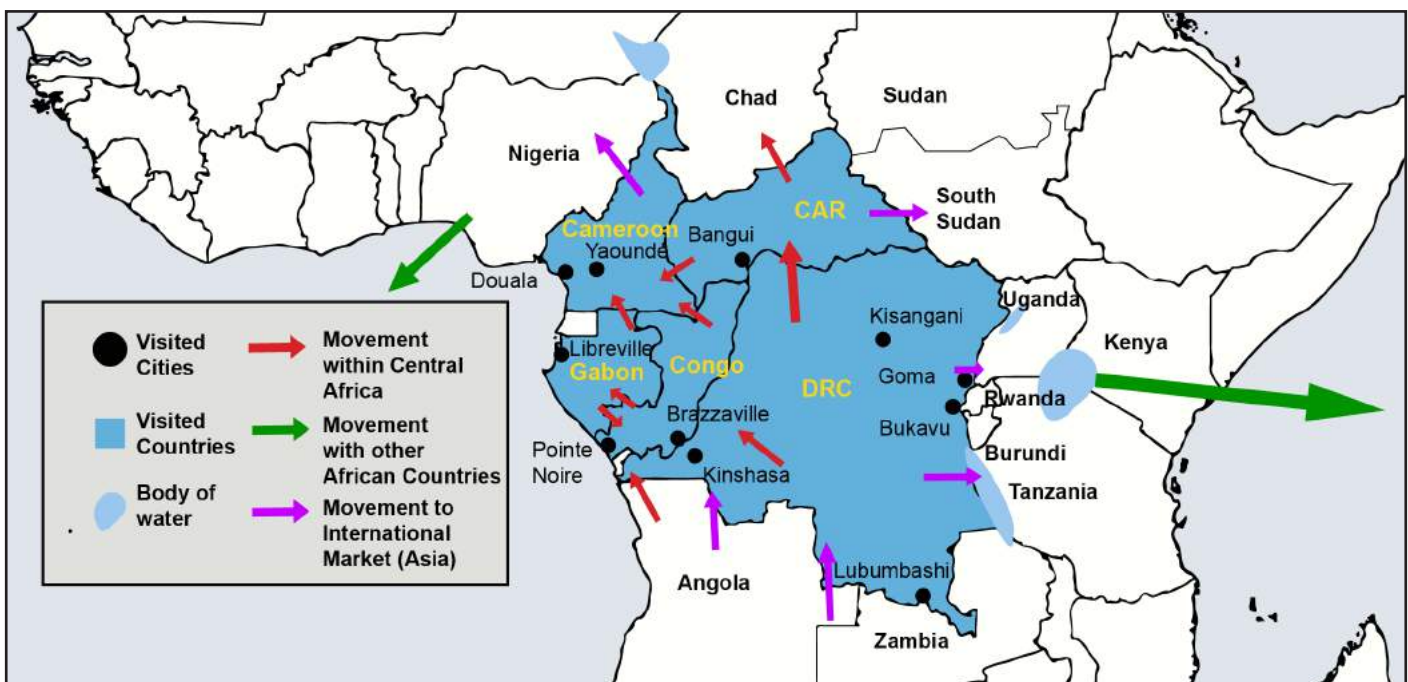 Chad
Sudan
Nigeria
South
Sudan
CAR
Cameroon
Bangui
Yaounde
Douala
Uganda
Kisangani
Kenya
Libreville
Gabon
Congo
DRC
Goma
Rwanda
Brazzaville
Bukavu
Pointe
Noire
Kinshasa
Burundi
Tanzania
Angola
Lubumbashi
Zambia
Visited
Cities
Movement
within Central
Africa
Visited
Countries
Movement
with other
African Countries
Body of
water
Movement to
International
Market (Asia)